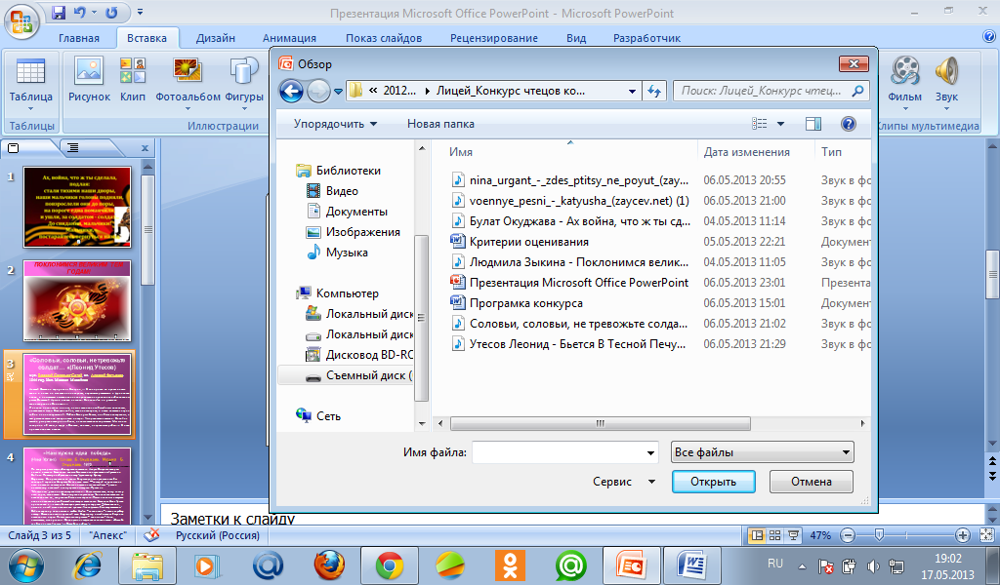 Презентация Microsoft Office PowerPoint - Microsoft PowerPoint
Главная Вставка Дизайн Анимация Показ слайдов Рецензирование Вид Разработчик
Таблица Рисунок Клип Фотоальбом Фигуры
Таблицы Иллюстрации
Фильм Звук
Клипы мультимедиа
Обзор
« 2012... Лицей_Конкурс чтецов ко...
Поиск: Лицей_Конкурс чтец...
Упорядочить Новая папка
Библиотеки
Видео
Документы
Изображения
Музыка
Компьютер
Локальный диск
Локальный диск
Дисковод BD-RO
Съемный диск (
Сеть
Имя Дата изменения Тип
nina_urgant_-_zdes_ptitsy_ne_poyut_(zay... 06.05.2013 20:55 Звук в фо
voennye_pesni_-_katyusha_(zaycev.net) (1) 06.05.2013 21:00 Звук в фо
Булат Окуджава - Ах война, что ж ты сд... 04.05.2013 11:14 Звук в фо
Критерии оценивания 05.05.2013 22:21 Документ
Людмила Зыкина - Поклонимся велик... 04.05.2013 11:05 Звук в фо
Презентация Microsoft Office PowerPoint 06.05.2013 23:01 Презента
Програмка конкурса 06.05.2013 15:01 Документ
Соловьи, соловьи, не тревожьте солда... 06.05.2013 21:02 Звук в фо
Утесов Леонид - Бьется В Тесной Печу... 06.05.2013 21:29 Звук в фо
Имя файла: Все файлы
Сервис Открыть Отмена
1
Ах, война, что ж ты сделала,
подлая:
стали тихими наши дворы,
наши мальчики головы подняли,
повзрослели они до поры,
на пороге едва помаячили
и ушли, за солдатом - солдат...
До свидания, мальчики!
Мальчики,
постарайтесь вернуться назад
2
ПОКЛОНИМСЯ ВЕЛИКИМ ТЕМ
ГОДАМ!
3
«Соловьи, соловьи, не тревожьте
солдат... »(Леонид Утесов)
4
«Нам нужна одна победа»
Заметки к слайду
Слайд 3 из 5 "Апекс" Русский (Россия) 47%
RU 19:02
17.05.2013